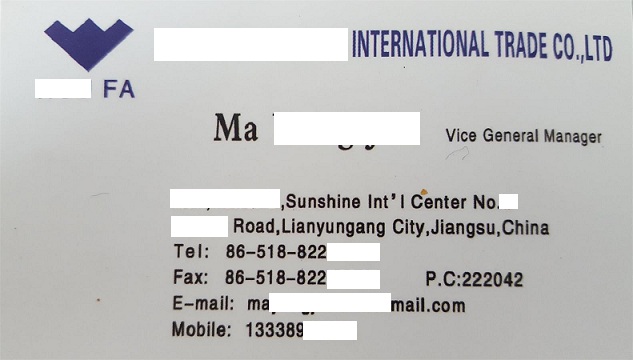 INTERNATIONAL TRADE CO.,LTD
FA
Ma
Vice General Manager
,Sunshine Int'l Center No.
Road,Lianyungang City,Jiangsu,China
Tel: 86-518-822
Fax: 86-518-822 P.C:222042
E-mail: ma mail.com
Mobile: 133389